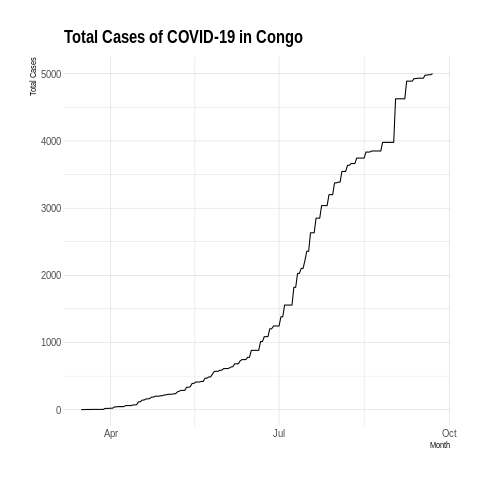 Total Cases of COVID-19 in Congo
Total Cases
5000
4000
3000
2000
1000
0
Apr
Jul
Oct
Month